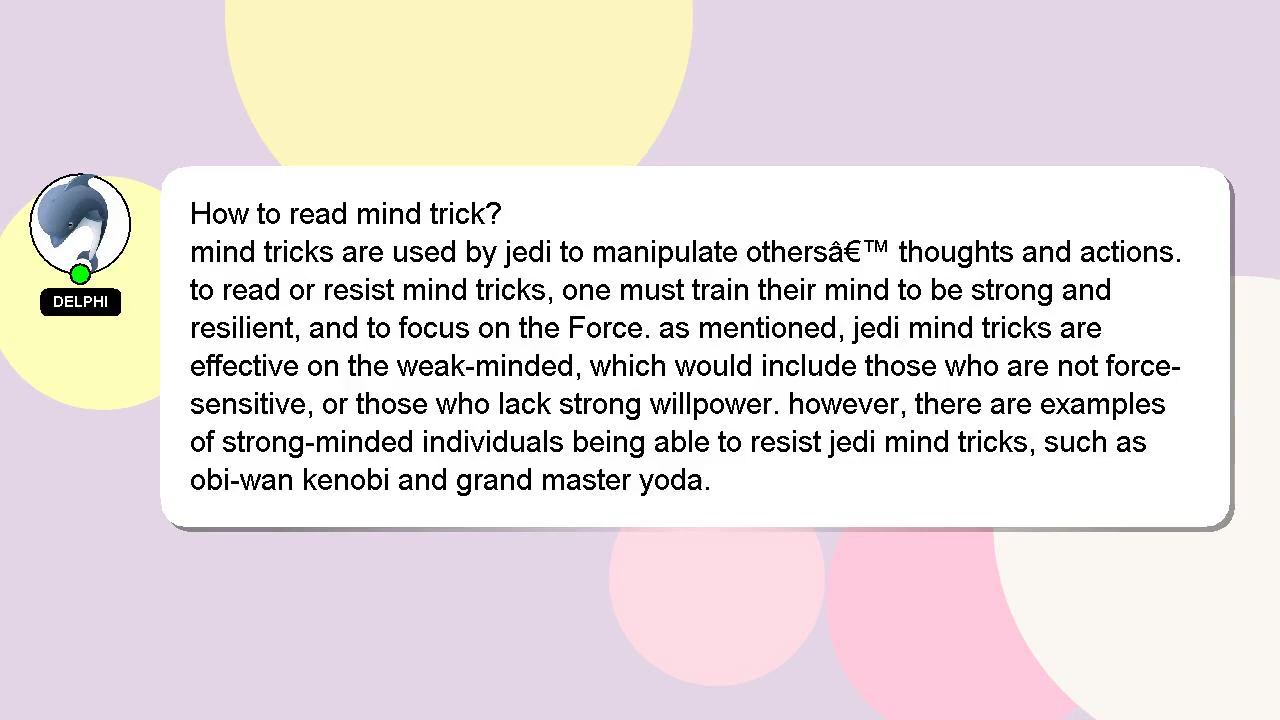 How to read mind trick?
mind tricks are used by jedi to manipulate othersâ€™ thoughts and actions.
to read or resist mind tricks, one must train their mind to be strong and
resilient, and to focus on the Force. as mentioned, jedi mind tricks are
effective on the weak-minded, which would include those who are not force-
sensitive, or those who lack strong willpower. however, there are examples
of strong-minded individuals being able to resist jedi mind tricks, such as
obi-wan kenobi and grand master yoda.
DELPHI